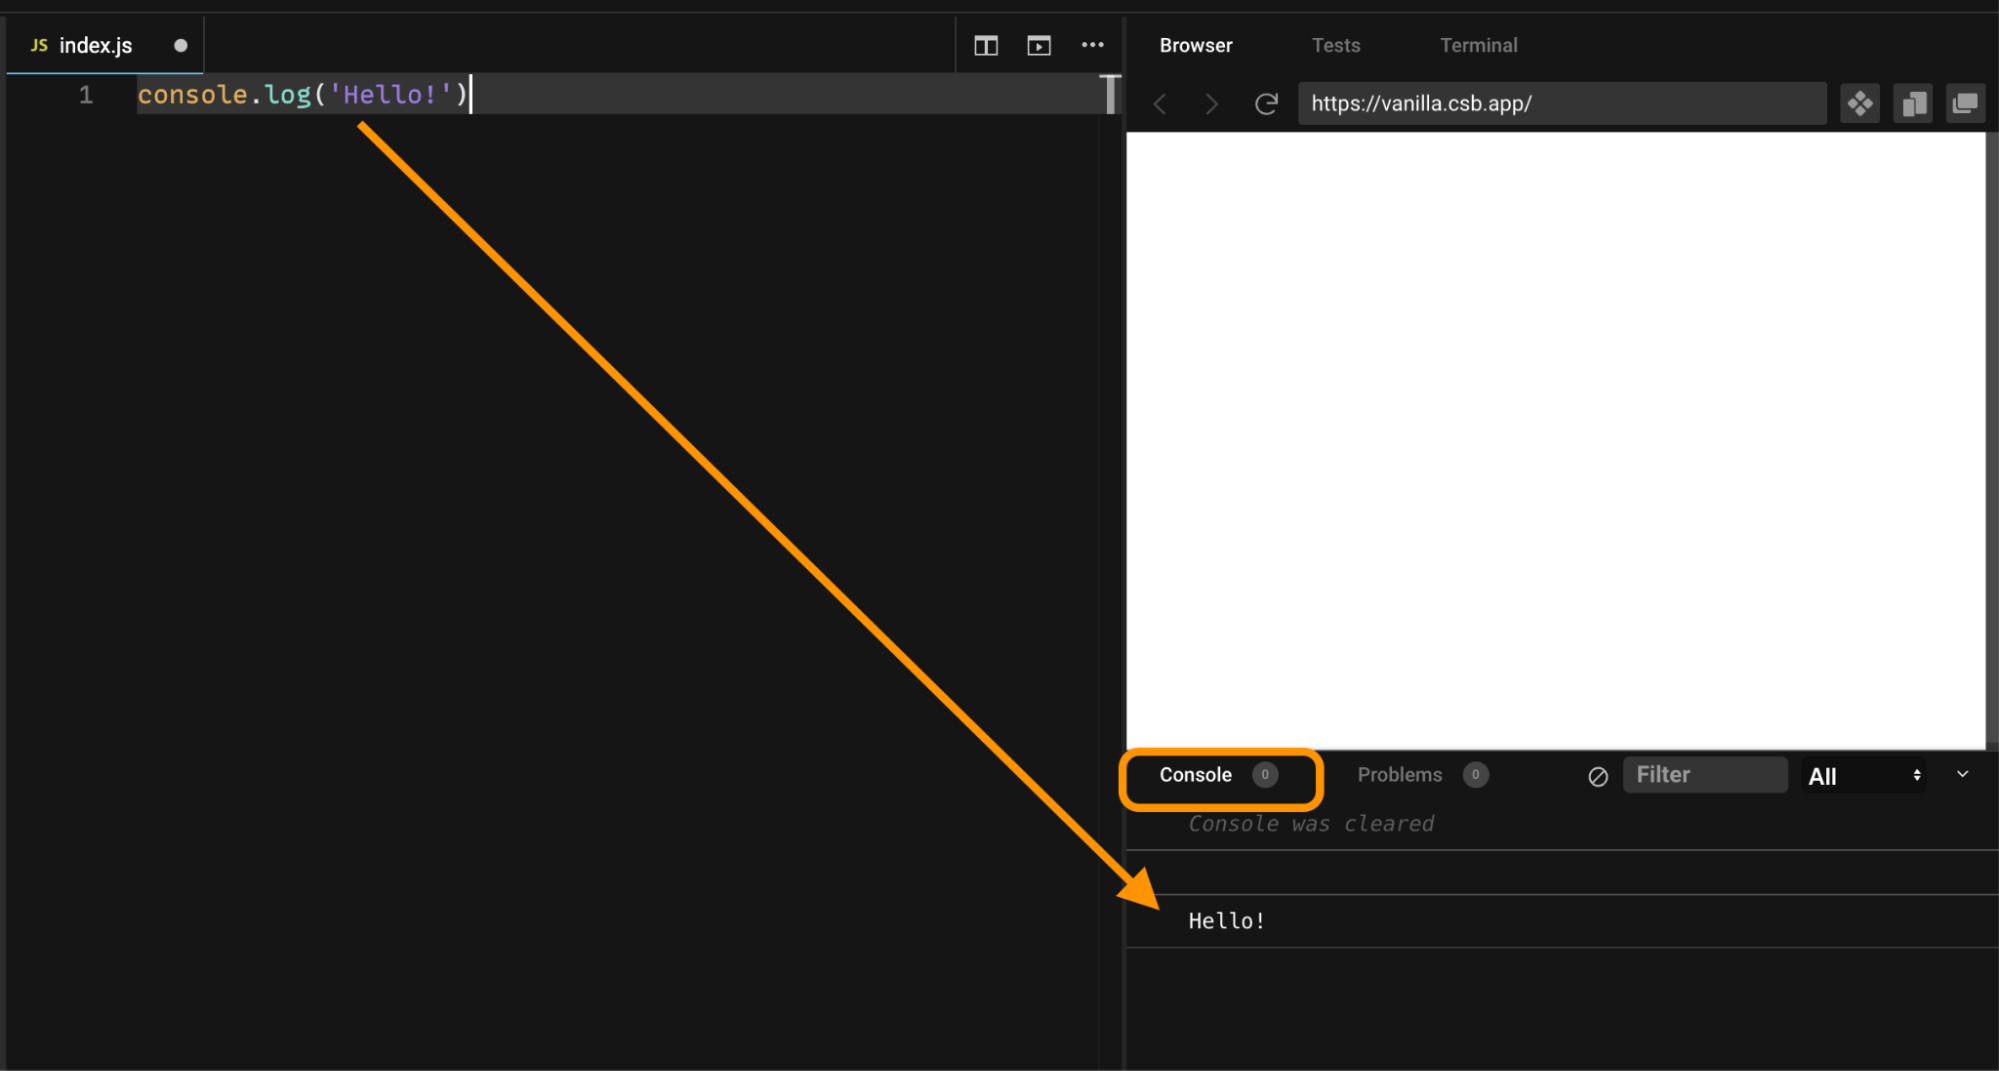 JS index.js
1 console.log('Hello!')
Browser Tests Terminal
https://vanilla.csb.app/
Console 0 Problems 0 Filter All
Console was cleared
Hello!